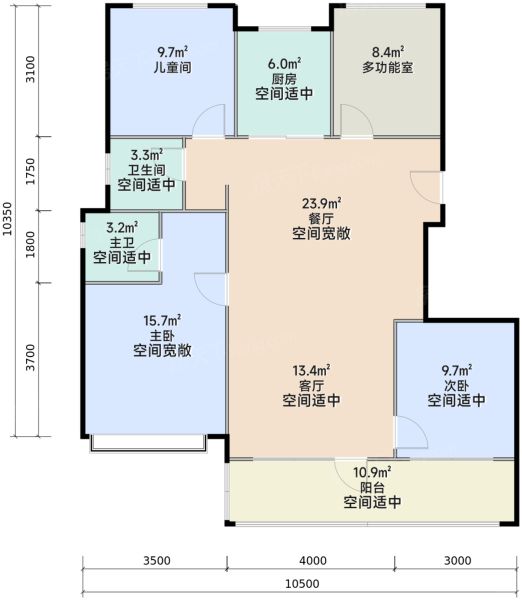 9.7㎡
儿童间
6.0㎡
厨房
空间适中
8.4㎡
多功能室
3.3㎡
卫生间
空间适中
3.2㎡
主卫
空间适中
23.9㎡
餐厅
空间宽敞
15.7㎡
主卧
空间宽敞
13.4㎡
客厅
空间适中
9.7㎡
次卧
空间适中
10.9㎡
阳台
空间适中
3100
1750
1800
3700
10350
3500
4000
3000
10500